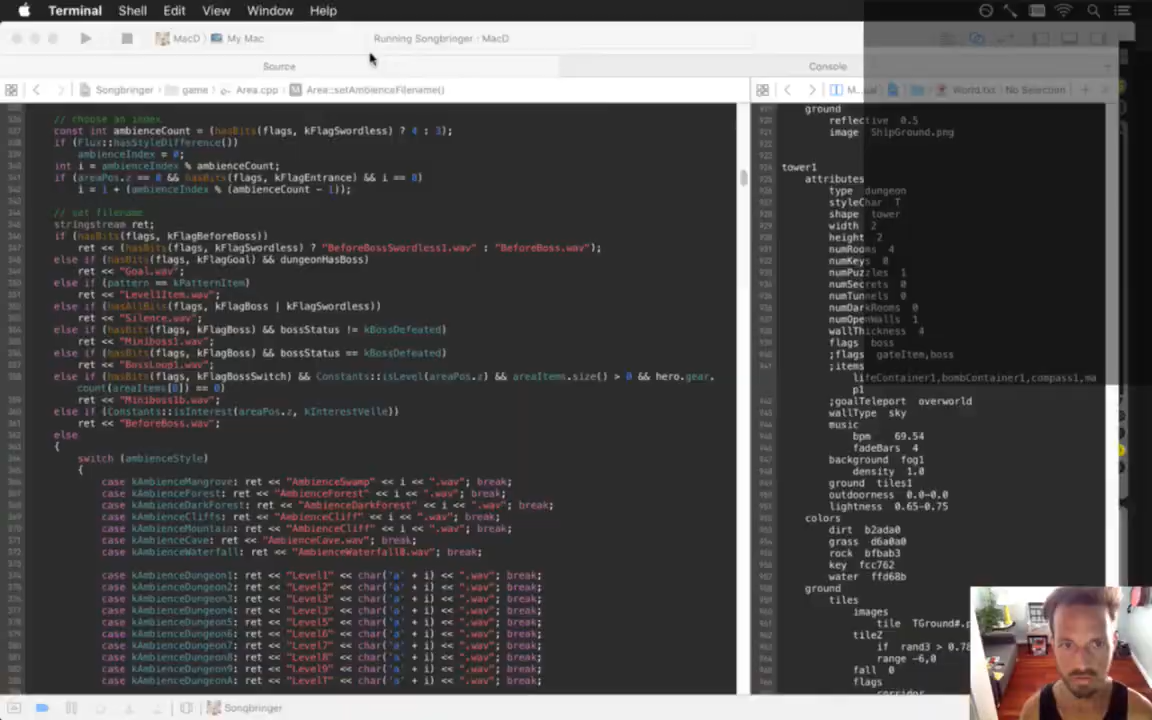 Terminal Shell Edit View Window Help
MacD My Mac Running Songbringer : MacD
Source Console
Songbringer game Area.cpp Area::setAmbienceFilename()
World.txt No Selection
// choose an index
const int ambienceCount = (hasBits(flags, kFlagSwordless) ? 4 : 3);
if (Flux::hasStyleDifference())
ambienceIndex = 0;
int i = ambienceIndex % ambienceCount;
if (areaPos.z == 0 && hasBits(flags, kFlagEntrance) && i == 0)
i = i + (ambienceIndex % (ambienceCount - 1));
// set filename
stringstream ret;
if (hasBits(flags, kFlagBeforeBoss))
ret << (hasBits(flags, kFlagSwordless) ? "BeforeBossSwordless1.wav" : "BeforeBoss.wav");
else if (hasBits(flags, kFlagGoal) && dungeonHasBoss)
ret << "Goal.wav";
else if (pattern == kPatternItem)
ret << "Level1Item.wav";
else if (hasAllBits(flags, kFlagBoss | kFlagSwordless))
ret << "Silence.wav";
else if (hasBits(flags, kFlagBoss) && bossStatus != kBossDefeated)
ret << "Miniboss1.wav";
else if (hasBits(flags, kFlagBoss) && bossStatus == kBossDefeated)
ret << "BossLoop1.wav";
else if (hasBits(flags, kFlagBossSwitch) && Constants::isLevel(areaPos.z) && areaItems.size() > 0 && hero.gear.
count(areaItems[0]) == 0)
ret << "Miniboss1b.wav";
else if (Constants::isInterest(areaPos.z, kInterestVelle))
ret << "BeforeBoss.wav";
else
{
switch (ambienceStyle)
{
case kAmbienceMangrove: ret << "AmbienceSwamp" << i << ".wav"; break;
case kAmbienceForest: ret << "AmbienceForest" << i << ".wav"; break;
case kAmbienceDarkForest: ret << "AmbienceDarkForest" << i << ".wav"; break;
case kAmbienceCliffs: ret << "AmbienceCliff" << i << ".wav"; break;
case kAmbienceMountain: ret << "AmbienceCliff" << i << ".wav"; break;
case kAmbienceCave: ret << "AmbienceCave.wav"; break;
case kAmbienceWaterfall: ret << "AmbienceWaterfall0.wav"; break;
case kAmbienceDungeon1: ret << "Level1" << char('a' + i) << ".wav"; break;
case kAmbienceDungeon2: ret << "Level2" << char('a' + i) << ".wav"; break;
case kAmbienceDungeon3: ret << "Level3" << char('a' + i) << ".wav"; break;
case kAmbienceDungeon4: ret << "Level3" << char('a' + i) << ".wav"; break;
case kAmbienceDungeon5: ret << "Level5" << char('a' + i) << ".wav"; break;
case kAmbienceDungeon6: ret << "Level6" << char('a' + i) << ".wav"; break;
case kAmbienceDungeon7: ret << "Level7" << char('a' + i) << ".wav"; break;
case kAmbienceDungeon8: ret << "Level8" << char('a' + i) << ".wav"; break;
case kAmbienceDungeon9: ret << "Level9" << char('a' + i) << ".wav"; break;
case kAmbienceDungeonA: ret << "LevelT" << char('a' + i) << ".wav"; break;
ground
reflective 0.5
image ShipGround.png
tower1
attributes
type dungeon
styleChar T
shape tower
width 2
height 2
numRooms 4
numKeys 0
numPuzzles 1
numSecrets 0
numTunnels 0
numDarkRooms 0
numOpenWalls 1
wallThickness 4
flags boss
;flags gateItem,boss
;items
lifeContainer1,bombContainer1,compass1,ma
p1
;goalTeleport overworld
wallType sky
music
bpm 69.54
fadeBars 4
background fog1
density 1.0
ground tiles1
outdoorness 0.0-0.0
lightness 0.65-0.75
colors
dirt b2ada0
grass d6a0a0
rock bfbab3
key fcc762
water ffd68b
ground
tiles
images
tile TGround#.p
tileZ
if rand3 > 0.78
range -6,0
fall 0
flags
corridor
Songbringer